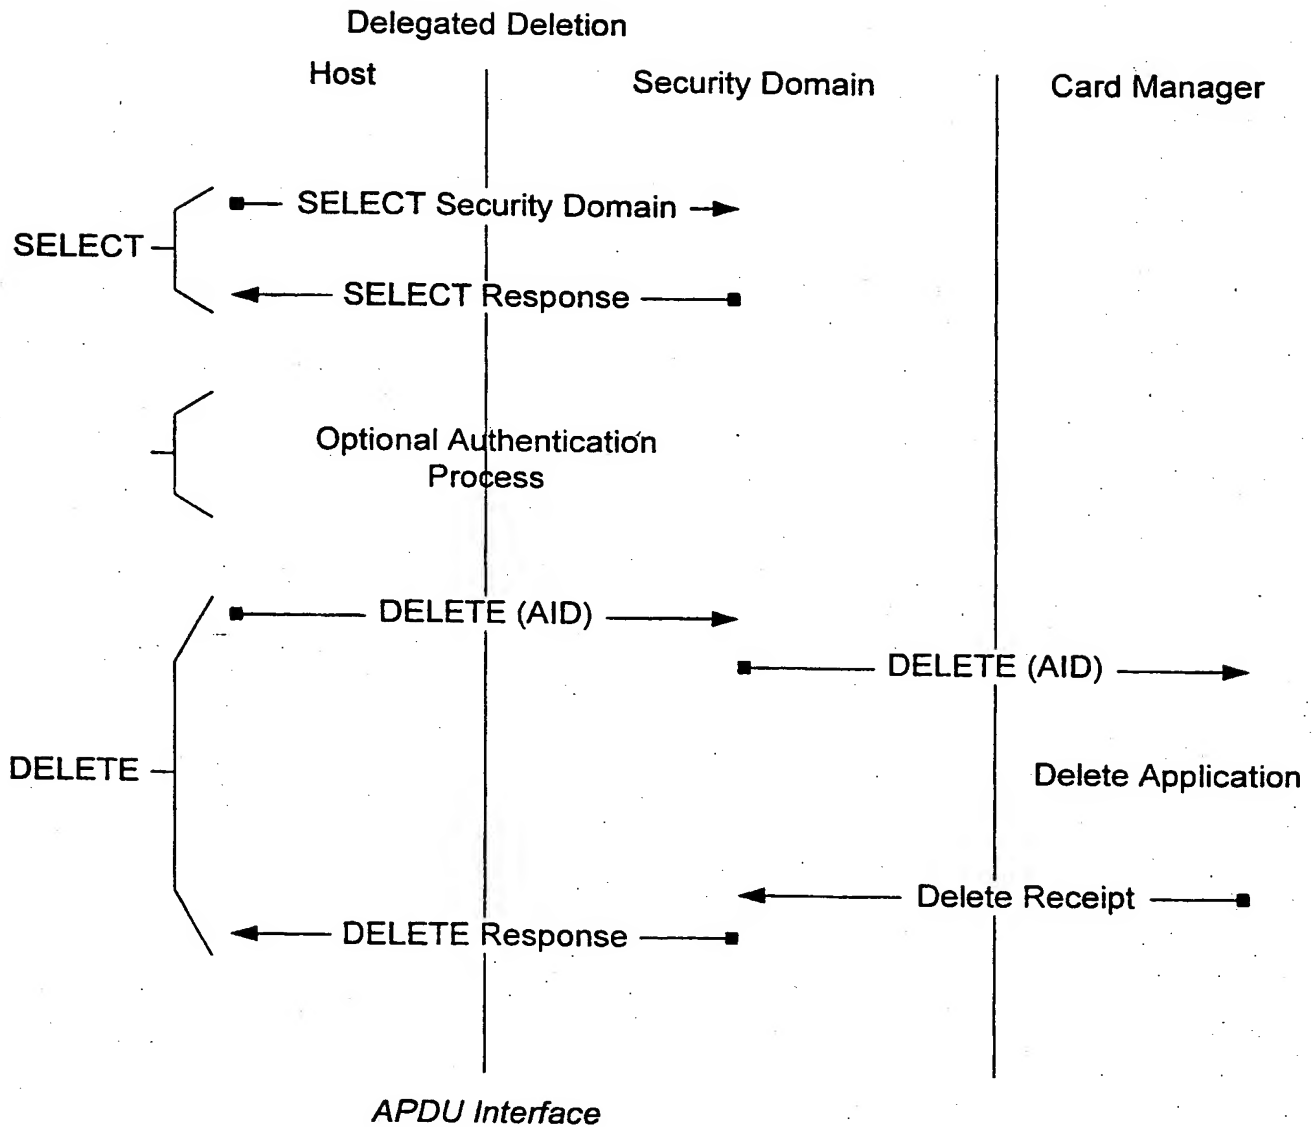 Delegated Deletion
Host
Security Domain
Card Manager
SELECT
SELECT Security Domain
SELECT Response
Optional Authentication
Process
DELETE
DELETE (AID)
DELETE (AID)
Delete Application
Delete Receipt
DELETE Response
APDU Interface